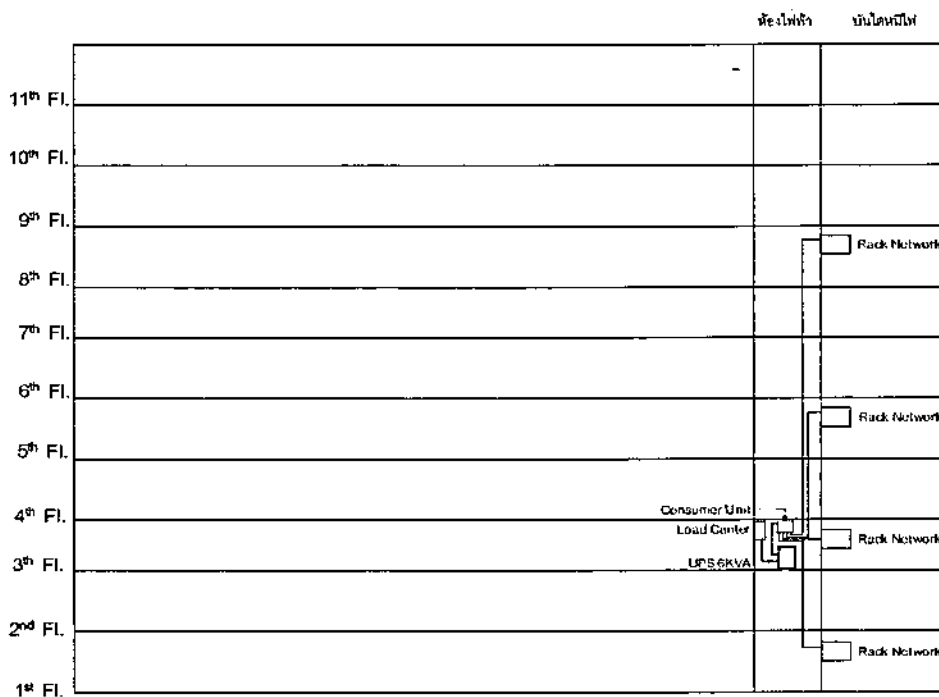 ห้องไฟฟ้า บันไดหนีไฟ
11th Fl.
10th Fl.
9th Fl.
Rack Network
8th Fl.
7th Fl.
6th Fl.
Rack Network
5th Fl.
4th Fl.
Consumer Unit
Load Center
Rack Network
3th Fl.
UPS 6KVA
2nd Fl.
Rack Network
1st Fl.